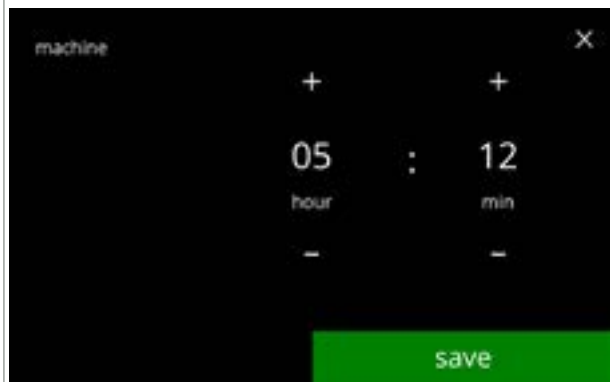 machine ×
+ +
05 : 12
hour min
– –
save